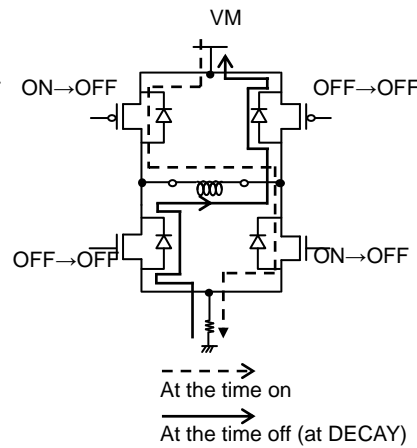 VM
ON→OFF
OFF→OFF
OFF→OFF
ON→OFF
At the time on
At the time off (at DECAY)